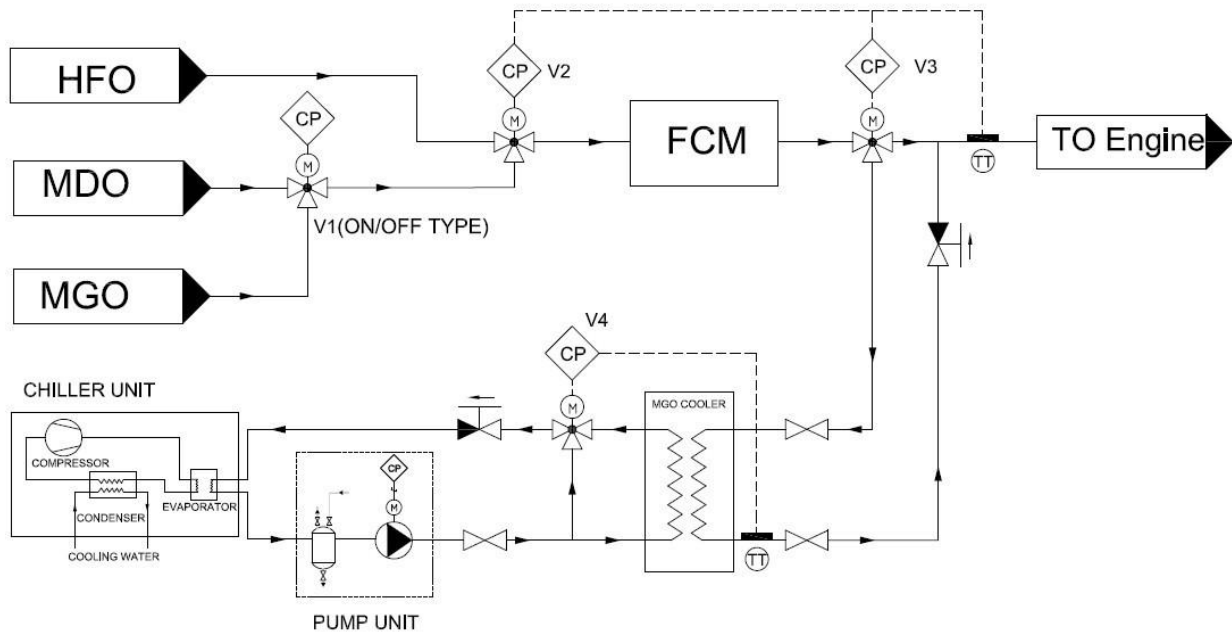 HFO
CP
V2
CP
V3
CP
M
M
FCM
TO Engine
M
TT
MDO
V1(ON/OFF TYPE)
MGO
V4
CP
CHILLER UNIT
M
MGO COOLER
COMPRESSOR
CP
EVAPORATOR
M
CONDENSER
COOLING WATER
TT
PUMP UNIT